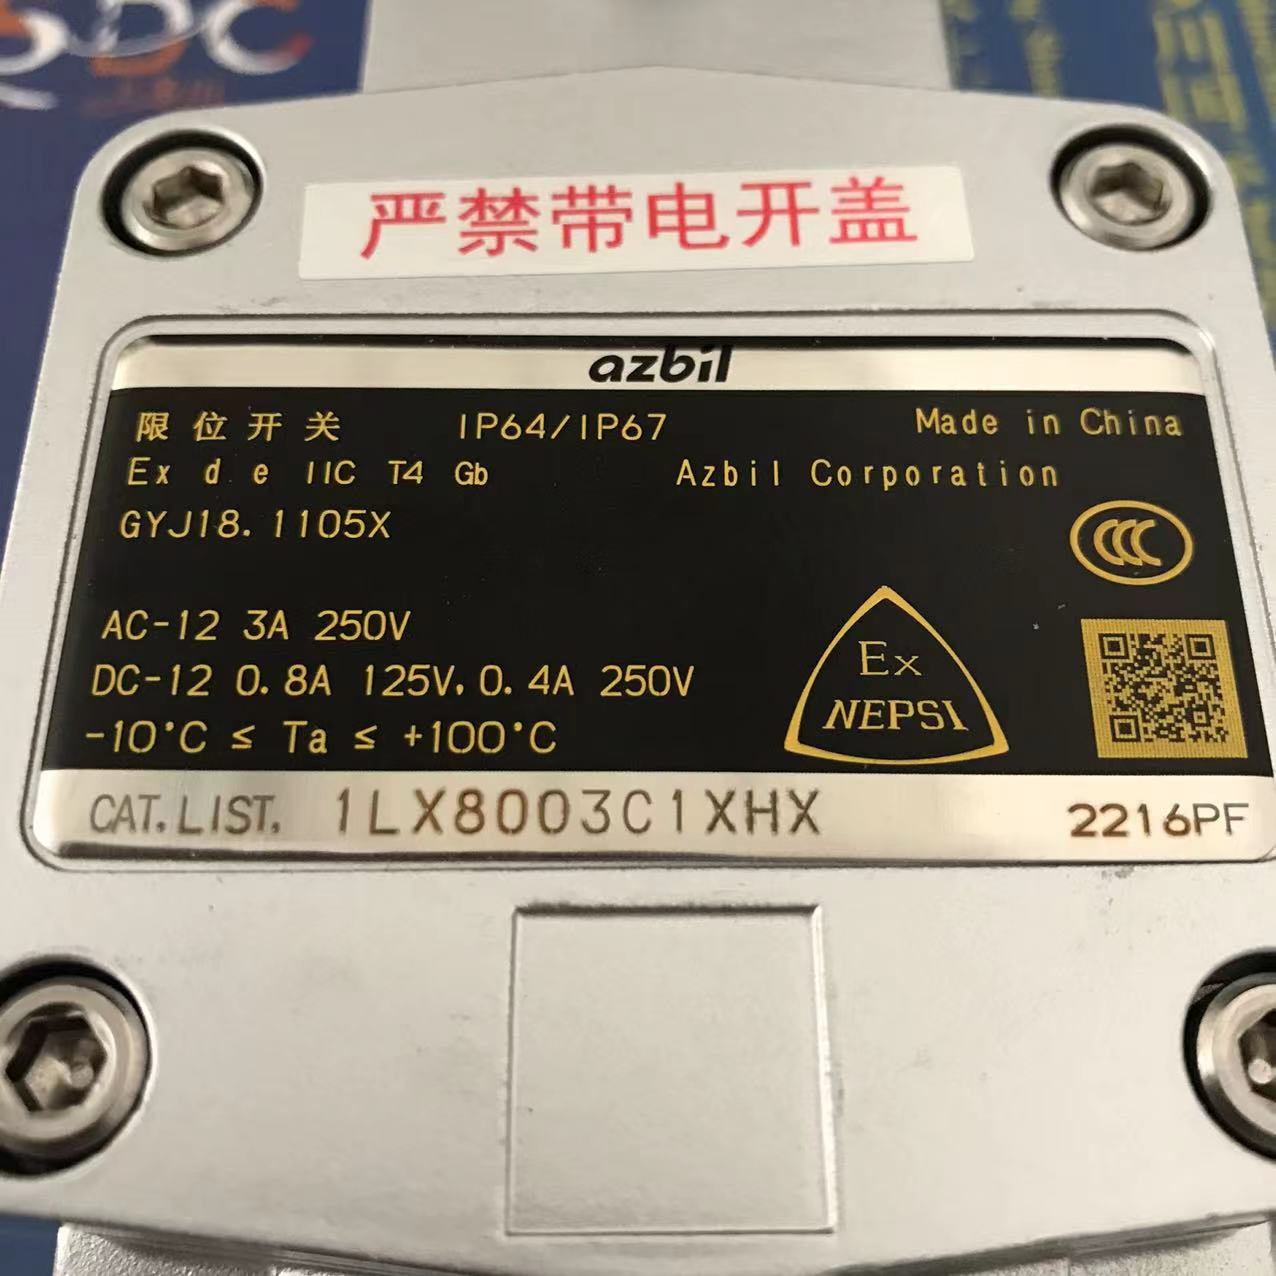 严禁带电开盖
azbil
限位开关 IP64/IP67 Made in China
Ex d e IIC T4 Gb Azbil Corporation
GYJ18.1105X
CCC
AC-12 3A 250V
Ex
DC-12 0.8A 125V.0.4A 250V
NEPSI
-10°C ≤ Ta ≤ +100°C
CAT.LIST. 1LX8003C1XHX 2216PF